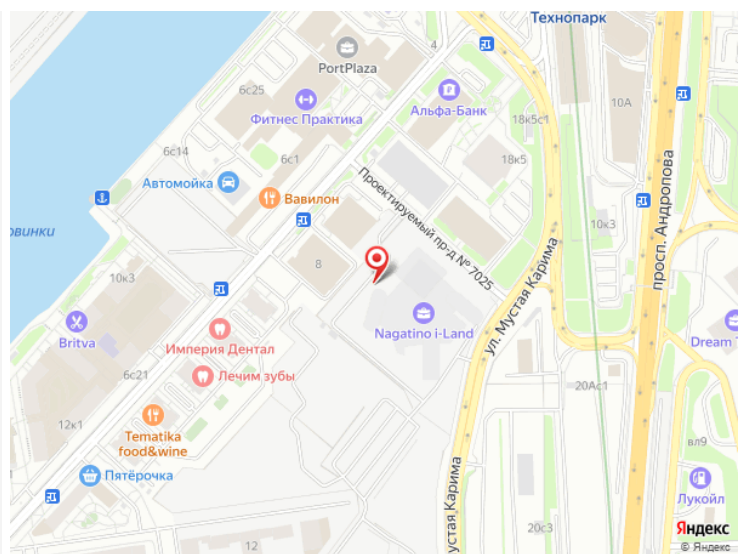 Технопарк
4
PortPlaza
6с25
10А
Фитнес Практика
Альфа-Банк
18к5с1
6с14
6с1
18к5
Автомойка
Вавилон
Проектируемый пр-д № 7025
10к3
просп. Андропова
овинки
8
10к3
ул. Мустая Карима
Nagatino i-Land
Britva
Империя Дентал
Dream T
6с21
Лечим зубы
20Ас1
12к1
Tematika
food&wine
вл9
Пятёрочка
Лукойл
устая Карима
20с3
12
Яндекс
© Яндекс